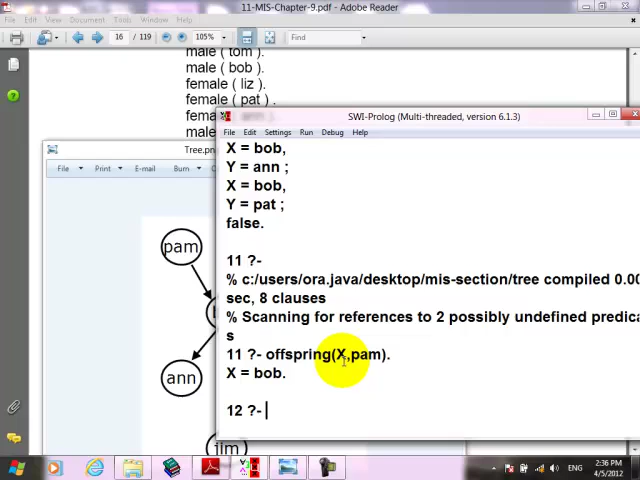 11-MIS-Chapter-9.pdf - Adobe Reader
File Edit View Document Tools Window Help
16 / 119 105% Find
male ( tom ).
male ( bob ).
female ( liz ).
female ( pat ).
male
SWI-Prolog (Multi-threaded, version 6.1.3)
File Edit Settings Run Debug Help
X = bob,
Y = ann ;
X = bob,
Y = pat ;
false.
11 ?-
% c:/users/ora.java/desktop/mis-section/tree compiled 0.00
sec, 8 clauses
% Scanning for references to 2 possibly undefined predica
s
11 ?- offspring(X,pam).
X = bob.
12 ?-
Tree.pn
File Print E-mail Burn
pam
ann
jim
ENG
2:36 PM
4/5/2012